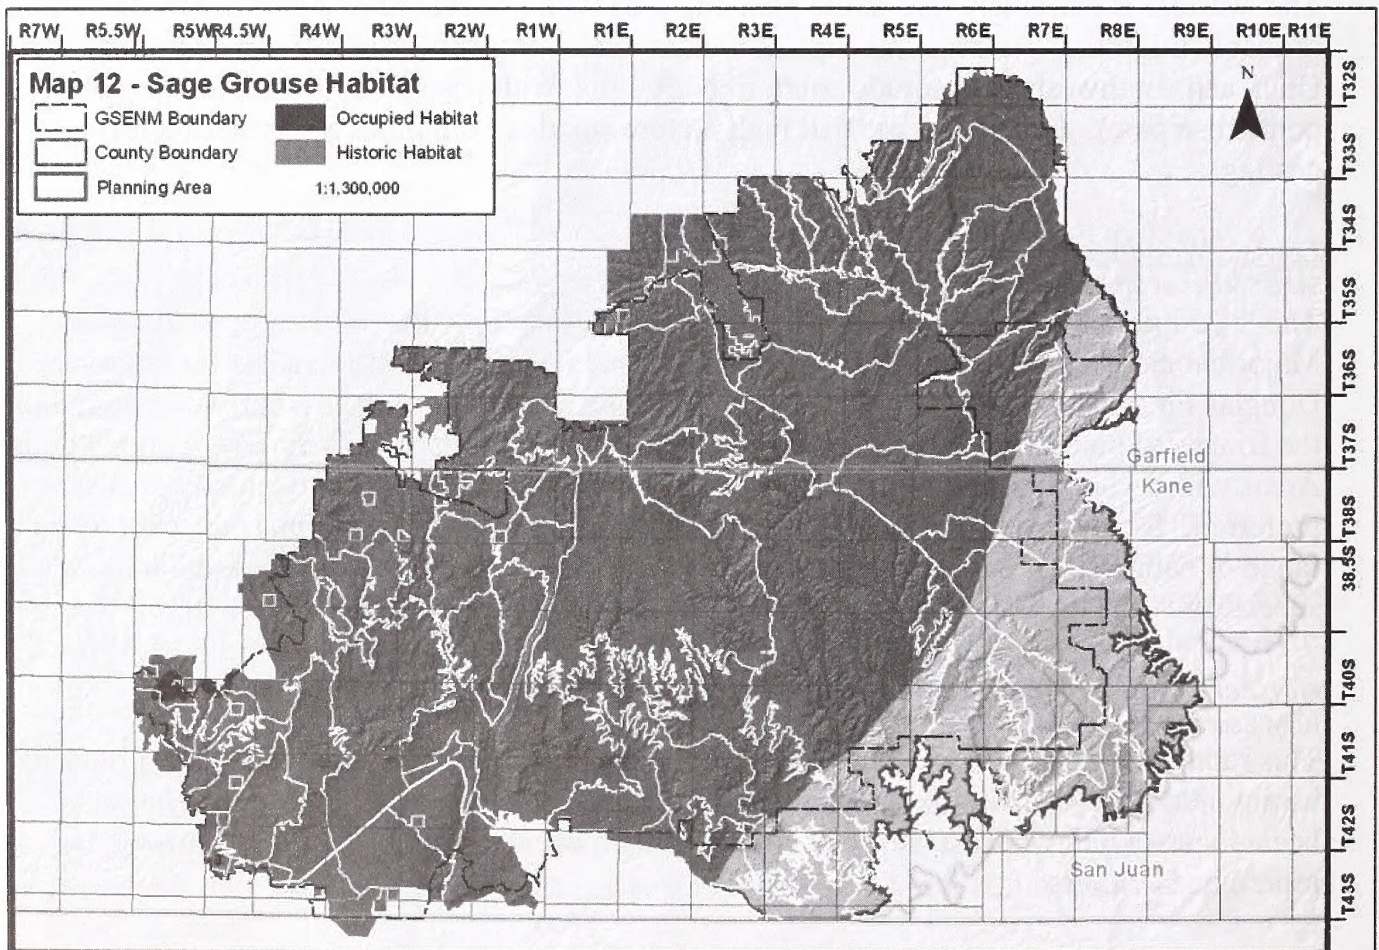 R7W R5.5W R5W R4.5W R4W R3W R2W R1W R1E R2E R3E R4E R5E R6E R7E R8E R9E R10E R11E
Map 12 - Sage Grouse Habitat
GSENM Boundary
Occupied Habitat
County Boundary
Historic Habitat
Planning Area
1:1,300,000
N
T32S
T33S
T34S
T35S
T36S
T37S
T38S
38.5S
T40S
T41S
T42S
T43S
Garfield
Kane
San Juan